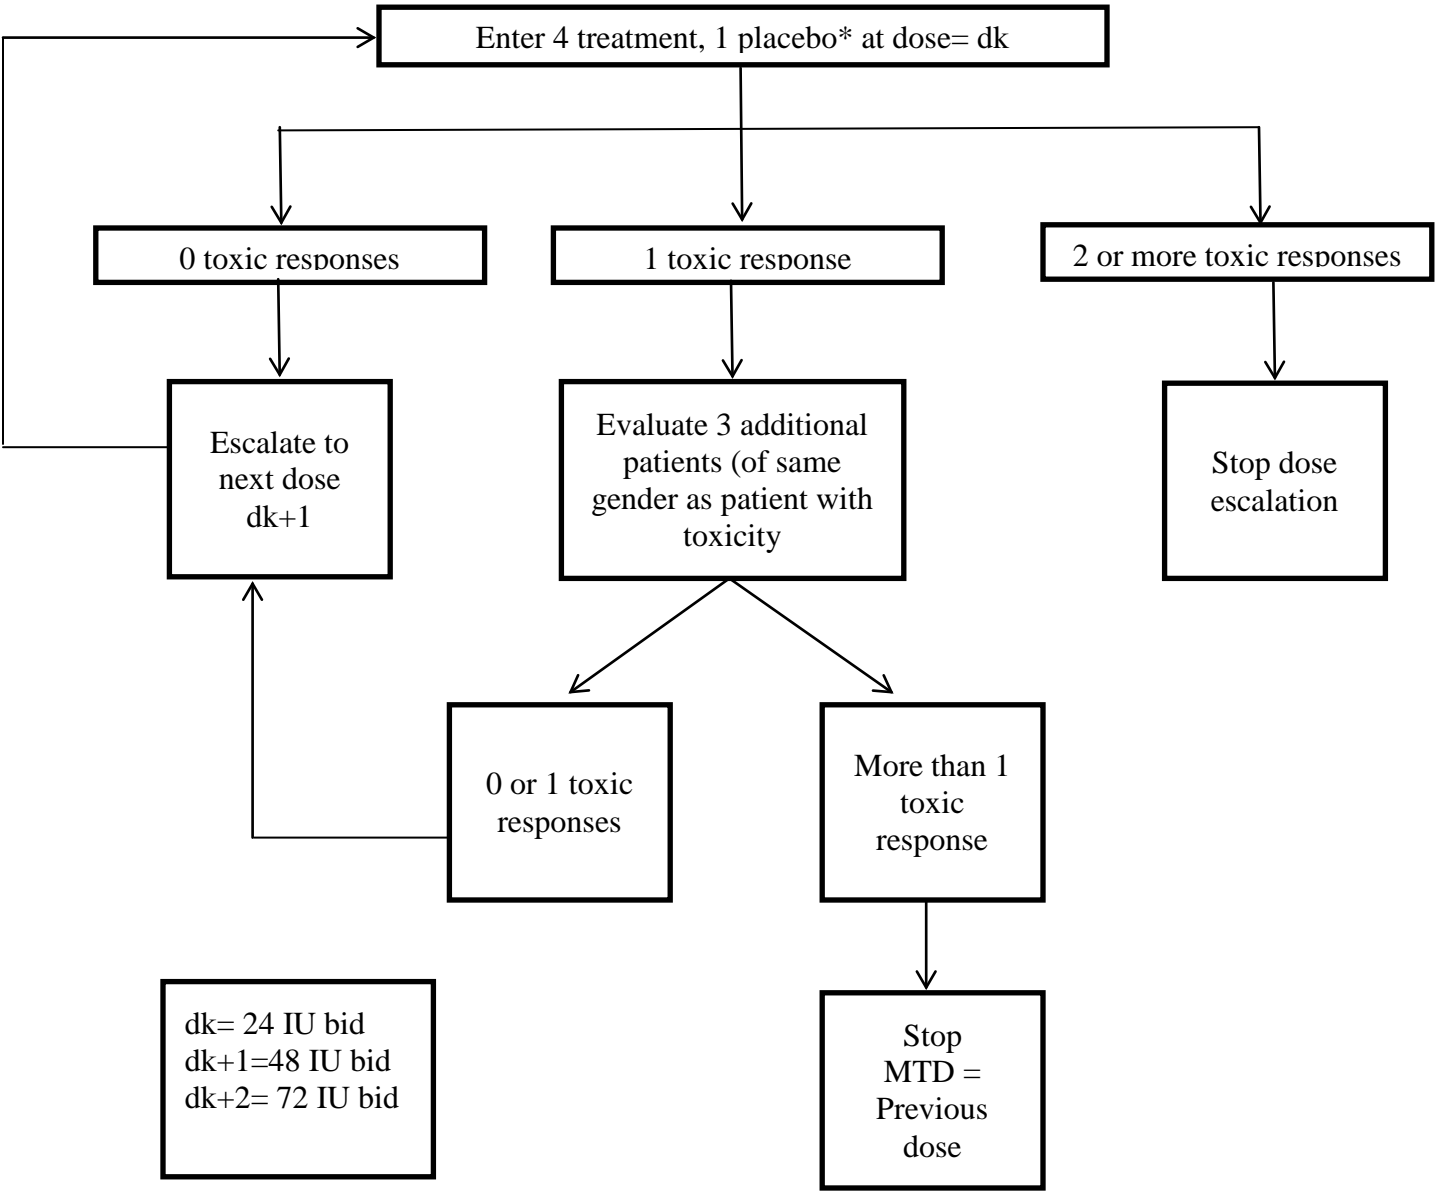 Enter 4 treatment, 1 placebo* at dose= dk
0 toxic responses
1 toxic response
2 or more toxic responses
Escalate to
next dose
dk+1
Evaluate 3 additional
patients (of same
gender as patient with
toxicity
Stop dose
escalation
0 or 1 toxic
responses
More than 1
toxic
response
dk= 24 IU bid
dk+1=48 IU bid
dk+2= 72 IU bid
Stop
MTD =
Previous
dose